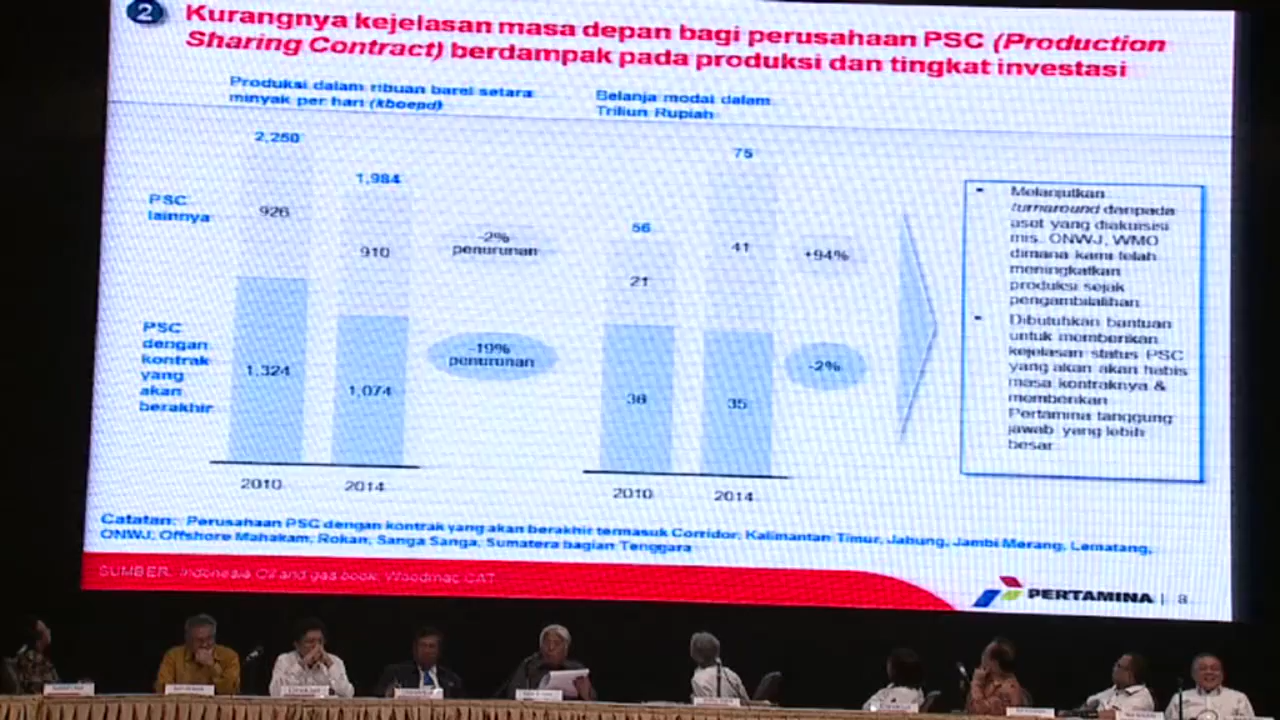 2
Kurangnya kejelasan masa depan bagi perusahaan PSC (Production
Sharing Contract) berdampak pada produksi dan tingkat investasi
Produksi dalam ribuan barel setara
minyak per hari (kboepd)
Belanja modal dalam
Triliun Rupiah
2,250
1,984
56
75
PSC
lainnya
926
910
-2%
penurunan
21
41
+94%
PSC
dengan
kontrak
yang
akan
berakhir
1,324
1,074
-19%
penurunan
36
35
-2%
2010
2014
2010
2014
▪ Melanjutkan
turnaround daripada
aset yang diakuisisi
mis. ONWJ, WMO
dimana kami telah
meningkatkan
produksi sejak
pengambilalihan
▪ Dibutuhkan bantuan
untuk memberikan
kejelasan status PSC
yang akan akan habis
masa kontraknya &
memberikan
Pertamina tanggung
jawab yang lebih
besar
Catatan: Perusahaan PSC dengan kontrak yang akan berakhir termasuk Corridor, Kalimantan Timur, Jabung, Jambi Merang, Lematang,
ONWJ, Offshore Mahakam, Rokan, Sanga Sanga, Sumatera bagian Tenggara
SUMBER: Indonesia Oil and gas book; Woodmac CAT
PERTAMINA | 8